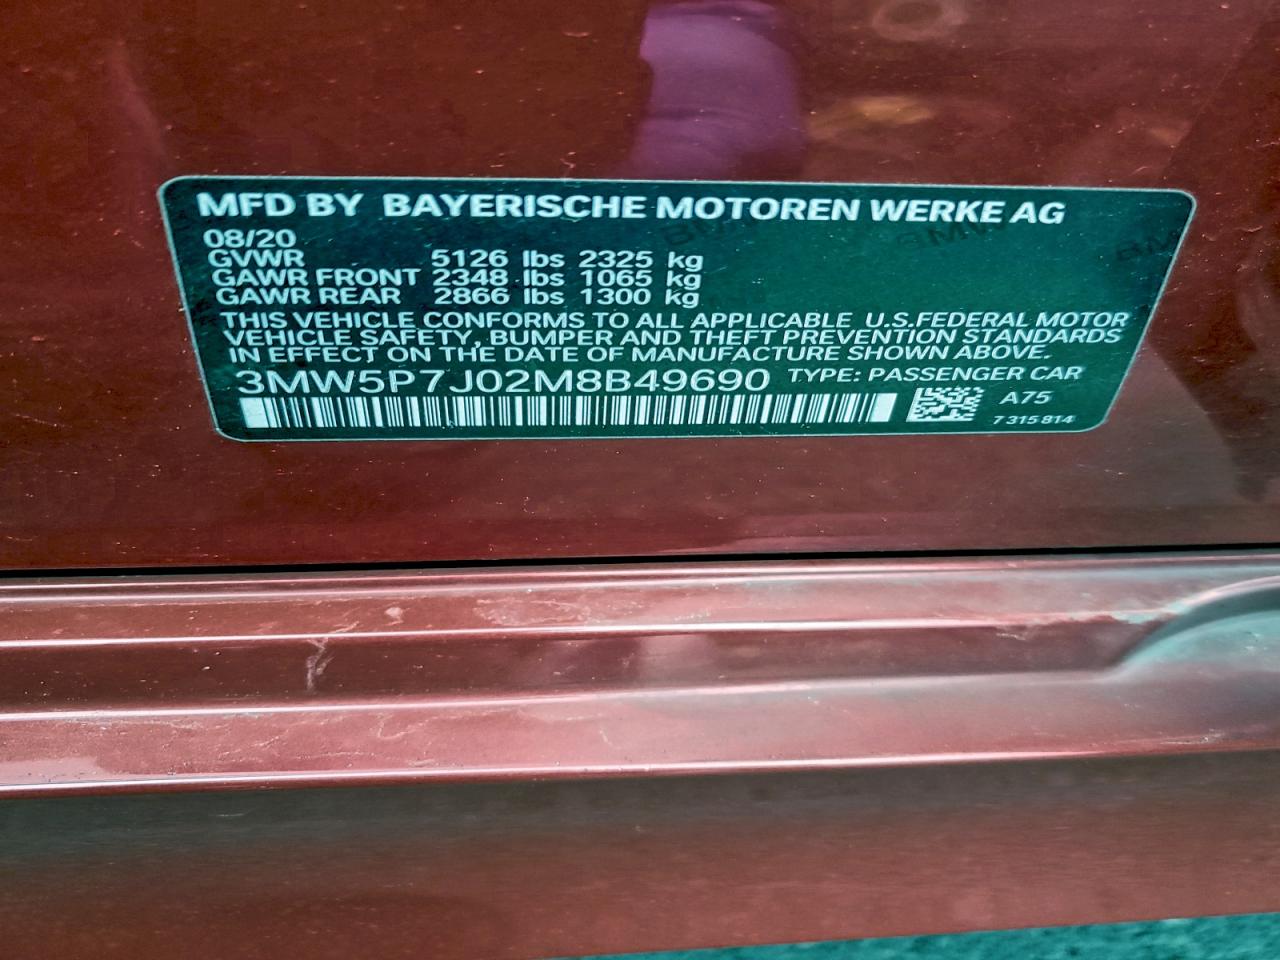 MFD BY BAYERISCHE MOTOREN WERKE AG
08/20
GVWR 5126 lbs 2325 kg
GAWR FRONT 2348 lbs 1065 kg
GAWR REAR 2866 lbs 1300 kg
THIS VEHICLE CONFORMS TO ALL APPLICABLE U.S.FEDERAL MOTOR
VEHICLE SAFETY, BUMPER AND THEFT PREVENTION STANDARDS
IN EFFECT ON THE DATE OF MANUFACTURE SHOWN ABOVE.
3MW5P7J02M8B49690 TYPE: PASSENGER CAR
A75
7 315 814